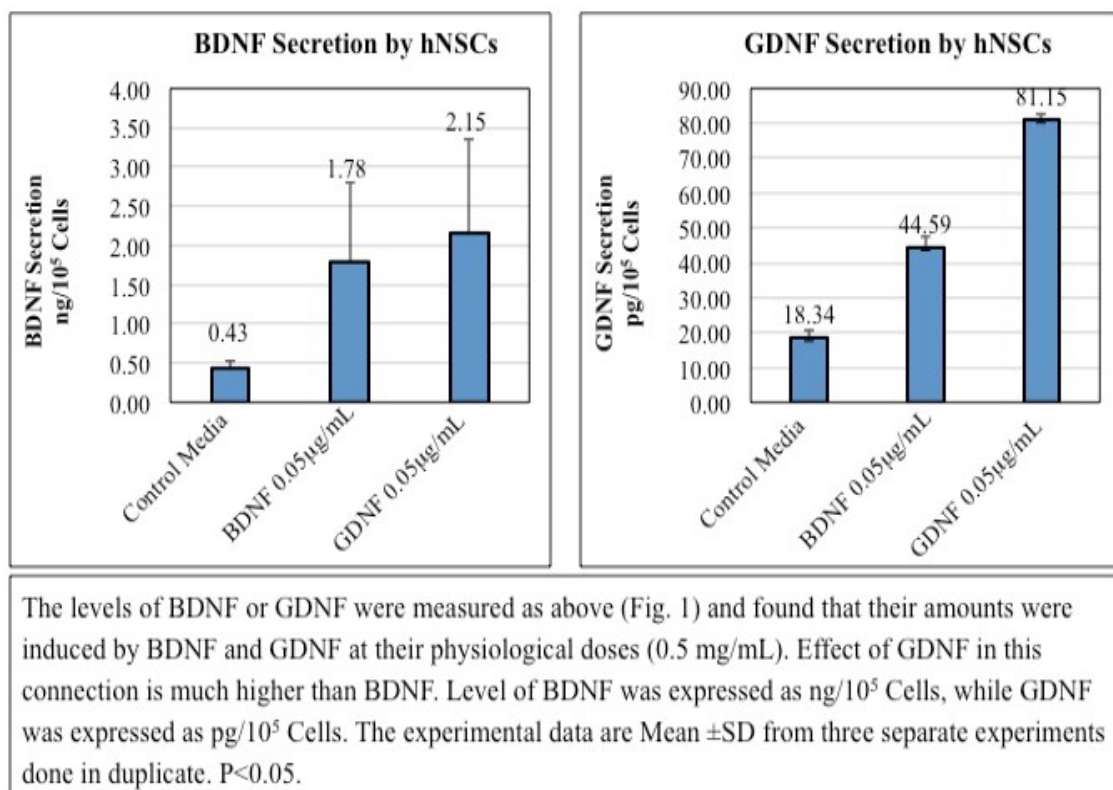 BDNF Secretion by hNSCs
BDNF Secretion
ng/10⁵ Cells
4.00
3.50
3.00
2.50
2.00
1.50
1.00
0.50
0.00
0.43
1.78
2.15
Control Media
BDNF 0.05µg/mL
GDNF 0.05µg/mL
GDNF Secretion by hNSCs
GDNF Secretion
pg/10⁵ Cells
90.00
80.00
70.00
60.00
50.00
40.00
30.00
20.00
10.00
0.00
18.34
44.59
81.15
Control Media
BDNF 0.05µg/mL
GDNF 0.05µg/mL
The levels of BDNF or GDNF were measured as above (Fig. 1) and found that their amounts were
induced by BDNF and GDNF at their physiological doses (0.5 mg/mL). Effect of GDNF in this
connection is much higher than BDNF. Level of BDNF was expressed as ng/10⁵ Cells, while GDNF
was expressed as pg/10⁵ Cells. The experimental data are Mean ±SD from three separate experiments
done in duplicate. P<0.05.